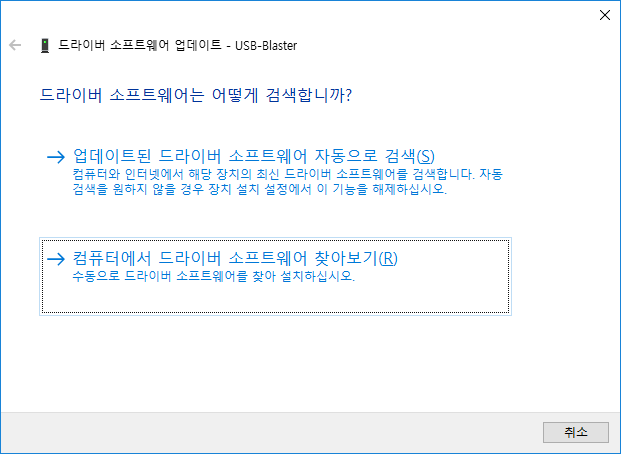 드라이버 소프트웨어 업데이트 - USB-Blaster
드라이버 소프트웨어는 어떻게 검색합니까?
업데이트된 드라이버 소프트웨어 자동으로 검색(S)
컴퓨터와 인터넷에서 해당 장치의 최신 드라이버 소프트웨어를 검색합니다. 자동
검색을 원하지 않을 경우 장치 설치 설정에서 이 기능을 해제하십시오.
컴퓨터에서 드라이버 소프트웨어 찾아보기(R)
수동으로 드라이버 소프트웨어를 찾아 설치하십시오.
취소